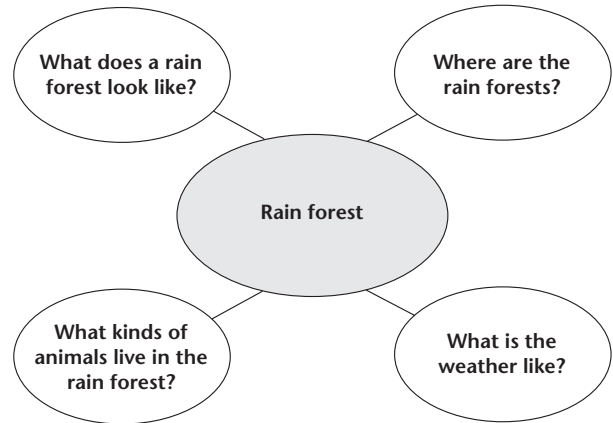 What does a rain
forest look like?
Where are the
rain forests?
Rain forest
What kinds of
animals live in the
rain forest?
What is the
weather like?